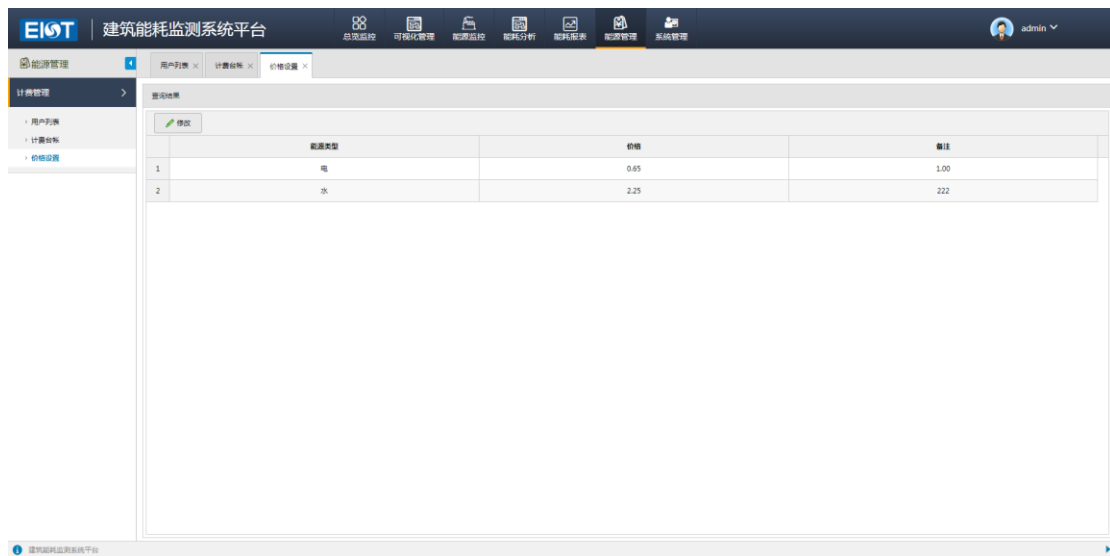 EIOT 建筑能耗监测系统平台 总览监控 可视化管理 能源监控 能耗分析 能耗报表 能源管理 系统管理 admin
能源管理 用户列表 计费台帐 价格设置
计费管理 查询结果
用户列表 修改
计费台帐
价格设置
能源类型 价格 备注
1 电 0.65 1.00
2 水 2.25 222
建筑能耗监测系统平台